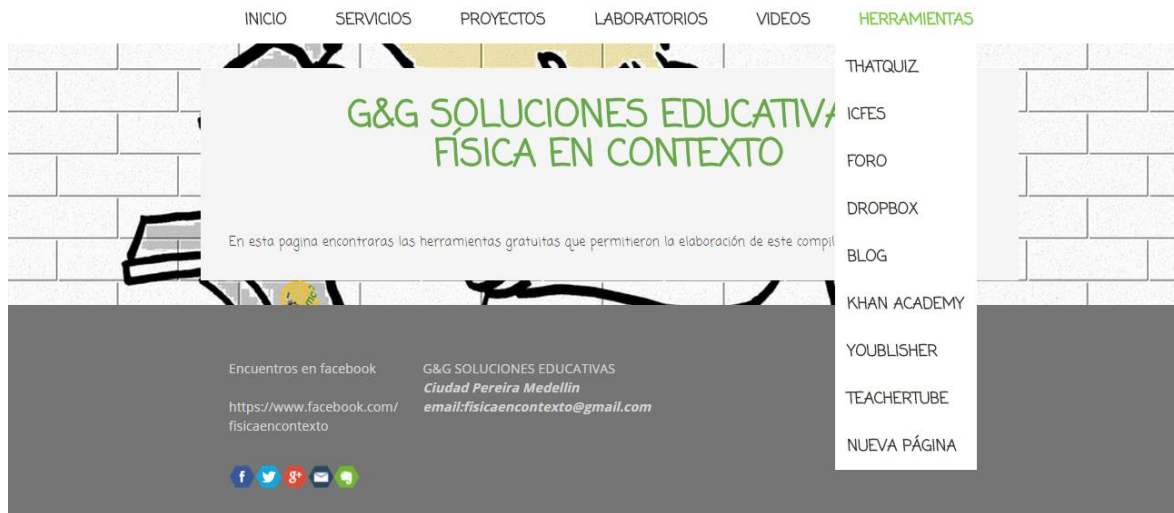 INICIO SERVICIOS PROYECTOS LABORATORIOS VIDEOS HERRAMIENTAS
THATQUIZ
ICFES
FORO
DROPBOX
BLOG
KHAN ACADEMY
YOUBLISHER
TEACHERTUBE
NUEVA PÁGINA
G&G SOLUCIONES EDUCATIVA
FÍSICA EN CONTEXTO
En esta pagina encontraras las herramientas gratuitas que permitieron la elaboración de este compil
Encuentros en facebook
https://www.facebook.com/
fisicaencontexto
G&G SOLUCIONES EDUCATIVAS
Ciudad Pereira Medellin
email:fisicaencontexto@gmail.com